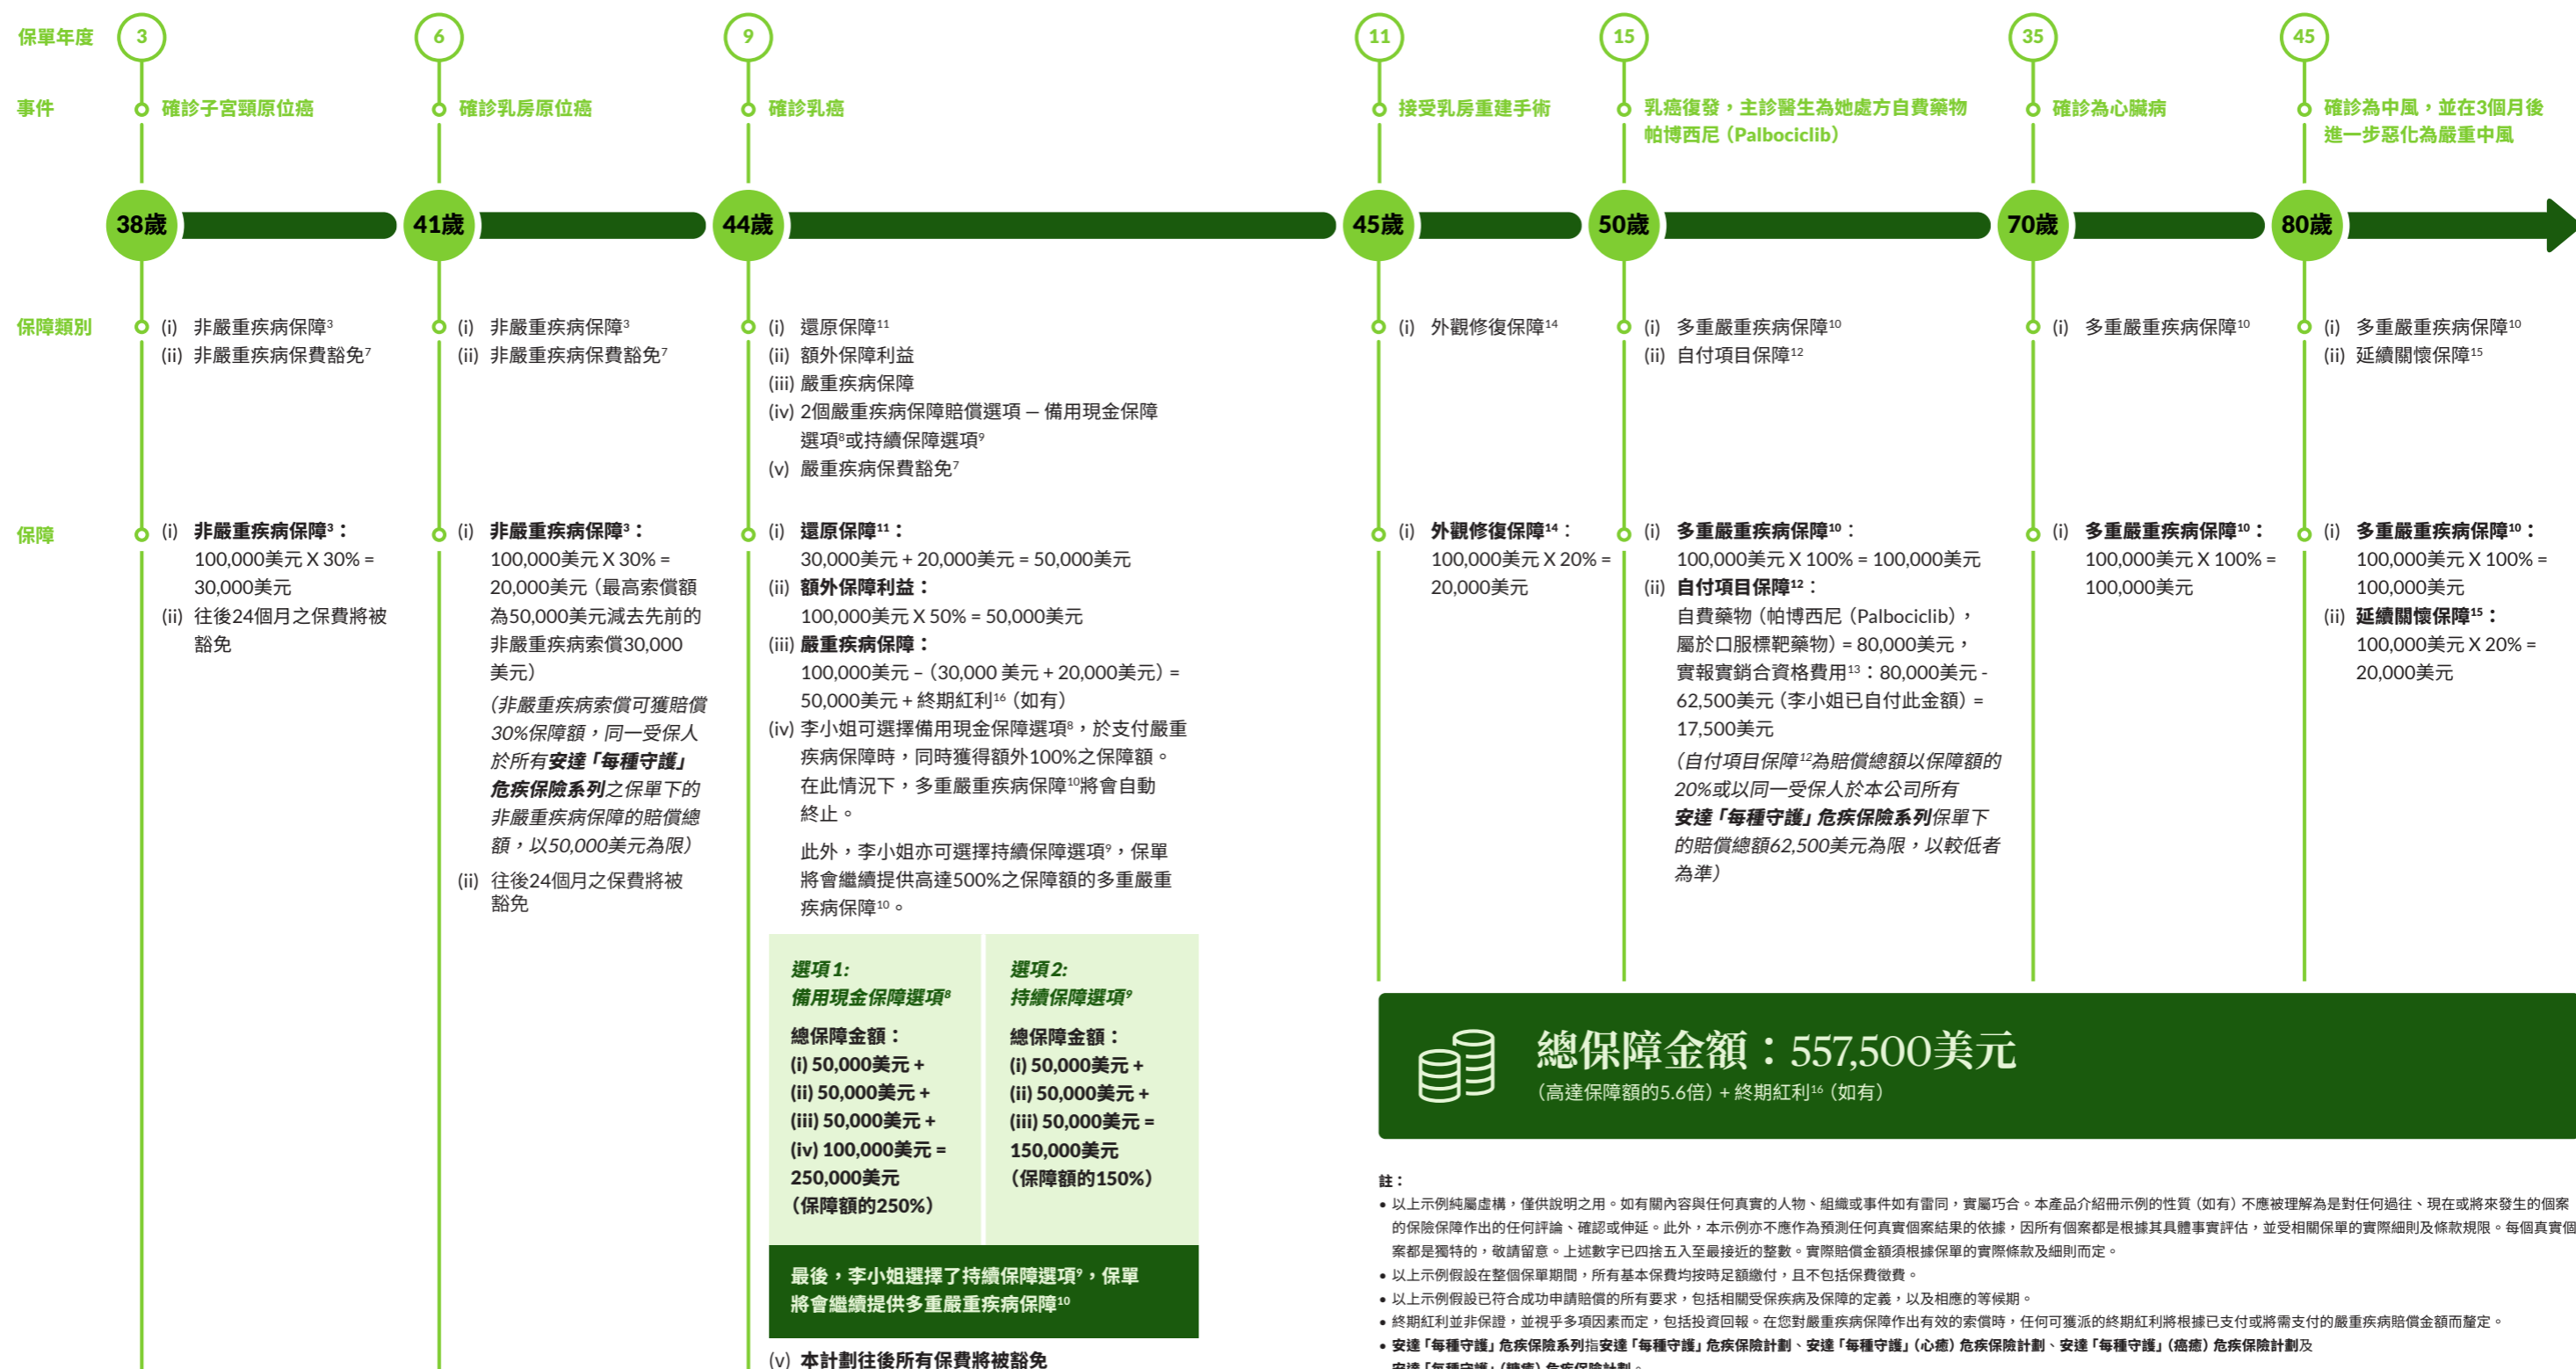 保單年度 3 6 9 11 15 35 45
事件
確診子宮頸原位癌
確診乳房原位癌
確診乳癌
接受乳房重建手術
乳癌復發，主診醫生為她處方自費藥物
帕博西尼（Palbociclib）
確診為心臟病
確診為中風，並在3個月後
進一步惡化為嚴重中風
38歲 41歲 44歲 45歲 50歲 70歲 80歲
保障類別
(i) 非嚴重疾病保障³
(ii) 非嚴重疾病保費豁免⁷
(i) 非嚴重疾病保障³
(ii) 非嚴重疾病保費豁免⁷
(i) 還原保障¹¹
(ii) 額外保障利益
(iii) 嚴重疾病保障
(iv) 2個嚴重疾病保障賠償選項 — 備用現金保障
選項⁸或持續保障選項⁹
(v) 嚴重疾病保費豁免⁷
(i) 外觀修復保障¹⁴
(i) 多重嚴重疾病保障¹⁰
(ii) 自付項目保障¹²
(i) 多重嚴重疾病保障¹⁰
(i) 多重嚴重疾病保障¹⁰
(ii) 延續關懷保障¹⁵
保障
(i) 非嚴重疾病保障³：
100,000美元 X 30% =
30,000美元
(ii) 往後24個月之保費將被
豁免
(i) 非嚴重疾病保障³：
100,000美元 X 30% =
20,000美元（最高索償額
為50,000美元減去先前的
非嚴重疾病索償30,000
美元）
（非嚴重疾病索償可獲賠償
30%保障額，同一受保人
於所有安達「每種守護」
危疾保險系列之保單下的
非嚴重疾病保障的賠償總
額，以50,000美元為限）
(ii) 往後24個月之保費將被
豁免
(i) 還原保障¹¹：
30,000美元 + 20,000美元 = 50,000美元
(ii) 額外保障利益：
100,000美元 X 50% = 50,000美元
(iii) 嚴重疾病保障：
100,000美元 –（30,000 美元 + 20,000美元）=
50,000美元 + 終期紅利¹⁶（如有）
(iv) 李小姐可選擇備用現金保障選項⁸，於支付嚴重
疾病保障時，同時獲得額外100%之保障額。
在此情況下，多重嚴重疾病保障¹⁰將會自動
終止。
此外，李小姐亦可選擇持續保障選項⁹，保單
將會繼續提供高達500%之保障額的多重嚴重
疾病保障¹⁰。
選項 1:
備用現金保障選項⁸
總保障金額：
(i) 50,000美元 +
(ii) 50,000美元 +
(iii) 50,000美元 +
(iv) 100,000美元 =
250,000美元
（保障額的250%）
選項 2:
持續保障選項⁹
總保障金額：
(i) 50,000美元 +
(ii) 50,000美元 +
(iii) 50,000美元 =
150,000美元
（保障額的150%）
最後，李小姐選擇了持續保障選項⁹，保單
將會繼續提供多重嚴重疾病保障¹⁰
(v) 本計劃往後所有保費將被豁免
(i) 外觀修復保障¹⁴：
100,000美元 X 20% =
20,000美元
(i) 多重嚴重疾病保障¹⁰：
100,000美元 X 100% = 100,000美元
(ii) 自付項目保障¹²：
自費藥物（帕博西尼（Palbociclib），
屬於口服標靶藥物）= 80,000美元，
實報實銷合資格費用¹³：80,000美元 -
62,500美元（李小姐已自付此金額）=
17,500美元
（自付項目保障¹²為賠償總額以保障額的
20%或以同一受保人於本公司所有
安達「每種守護」危疾保險系列保單下
的賠償總額62,500美元為限，以較低者
為準）
(i) 多重嚴重疾病保障¹⁰：
100,000美元 X 100% =
100,000美元
(i) 多重嚴重疾病保障¹⁰：
100,000美元 X 100% =
100,000美元
(ii) 延續關懷保障¹⁵：
100,000美元 X 20% =
20,000美元
總保障金額：557,500美元
（高達保障額的5.6倍）+ 終期紅利¹⁶（如有）
註：
• 以上示例純屬虛構，僅供說明之用。如有關內容與任何真實的人物、組織或事件如有雷同，實屬巧合。本產品介紹冊示例的性質（如有）不應被理解為是對任何過往、現在或將來發生的個案
的保險保障作出的任何評論、確認或伸延。此外，本示例亦不應作為預測任何真實個案結果的依據，因所有個案都是根據其具體事實評估，並受相關保單的實際細則及條款規限。每個真實個
案都是獨特的，敬請留意。上述數字已四捨五入至最接近的整數。實際賠償金額須根據保單的實際條款及細則而定。
• 以上示例假設在整個保單期間，所有基本保費均按時足額繳付，且不包括保費徵費。
• 以上示例假設已符合成功申請賠償的所有要求，包括相關受保疾病及保障的定義，以及相應的等候期。
• 終期紅利並非保證，並視乎多項因素而定，包括投資回報。在您對嚴重疾病保障作出有效的索償時，任何可獲派的終期紅利將根據已支付或將需支付的嚴重疾病賠償金額而釐定。
• 安達「每種守護」危疾保險系列指安達「每種守護」危疾保險計劃、安達「每種守護」（心癒）危疾保險計劃、安達「每種守護」（癌癒）危疾保險計劃及
安達「每種守護」（糖癒）危疾保險計劃。